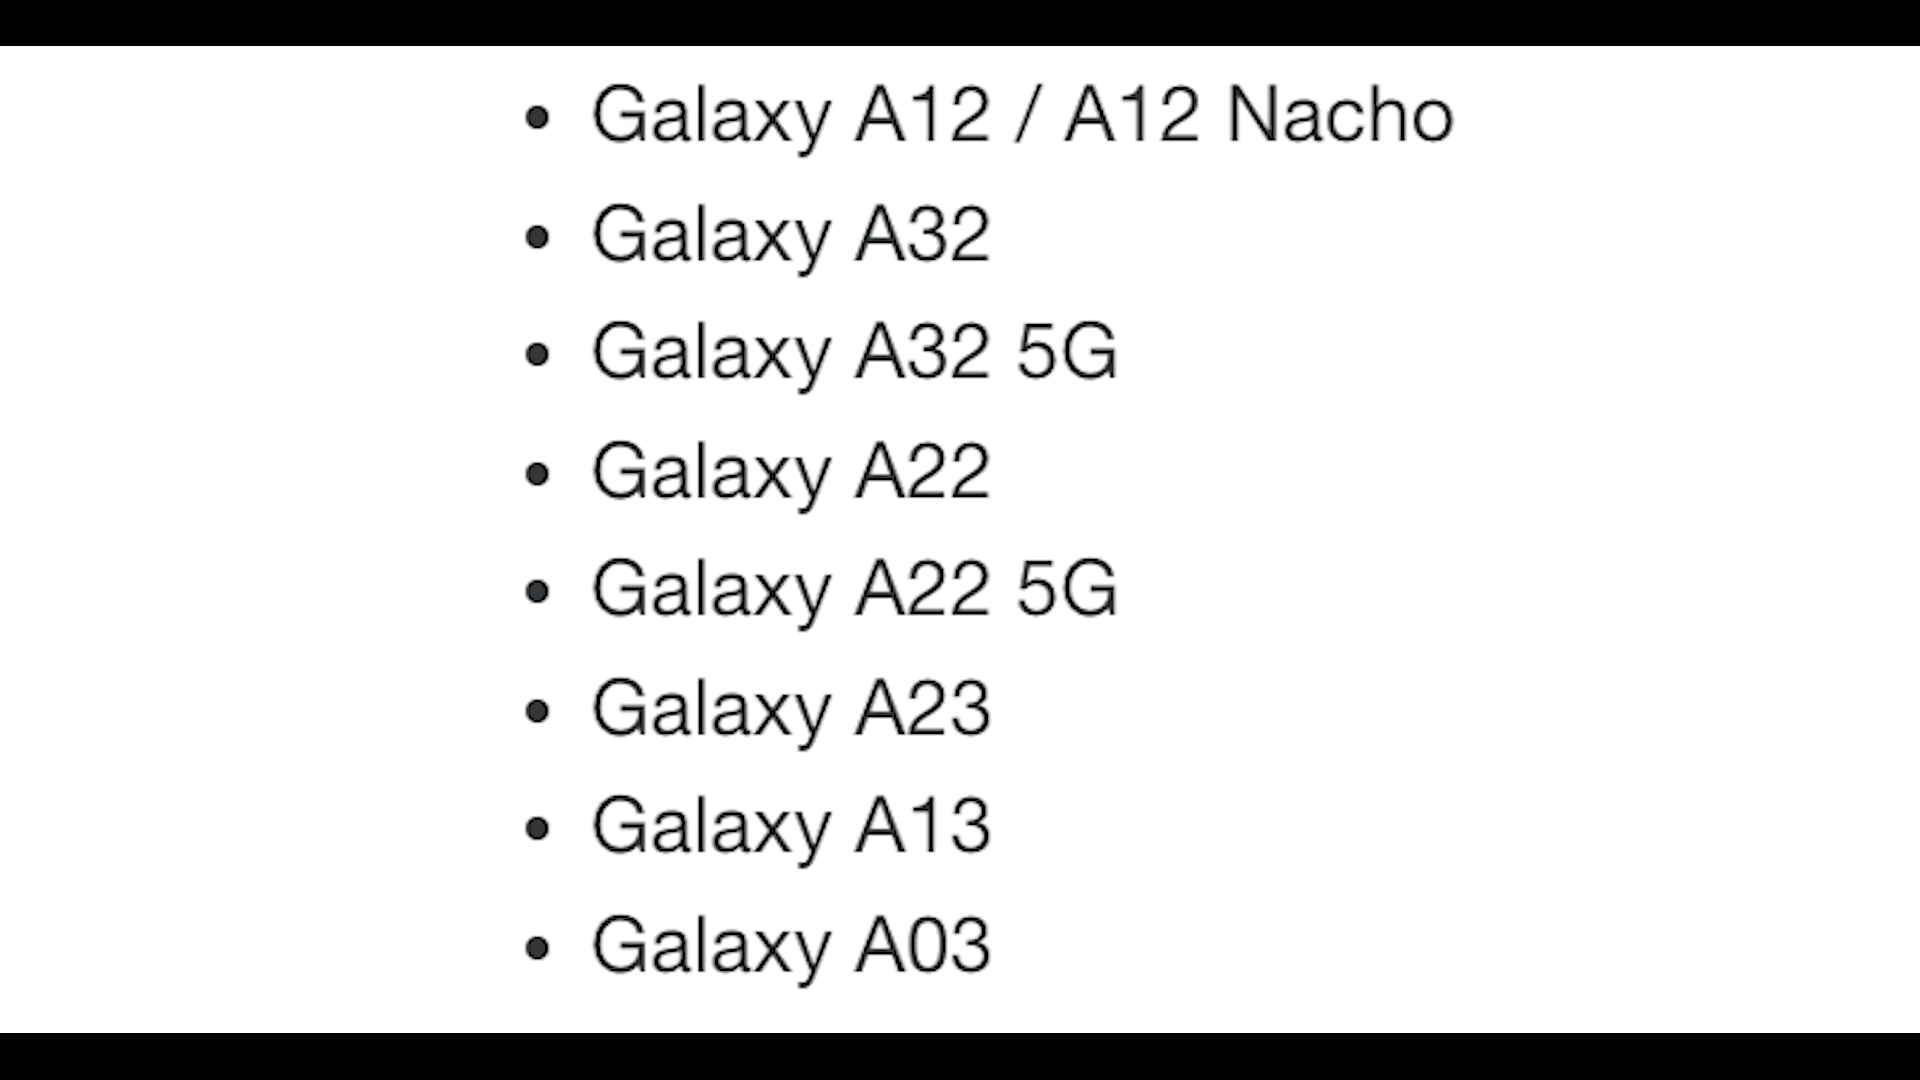 • Galaxy A12 / A12 Nacho
• Galaxy A32
• Galaxy A32 5G
• Galaxy A22
• Galaxy A22 5G
• Galaxy A23
• Galaxy A13
• Galaxy A03